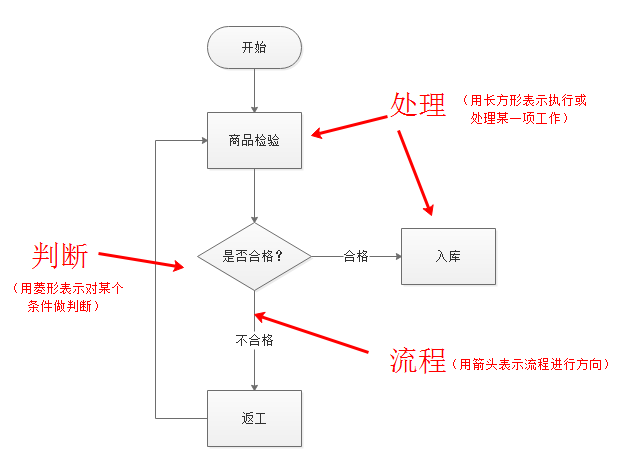 开始
处理
（用长方形表示执行或
处理某一项工作）
商品检验
判断
（用菱形表示对某个
条件做判断）
是否合格？
合格
入库
不合格
流程
（用箭头表示流程进行方向）
返工